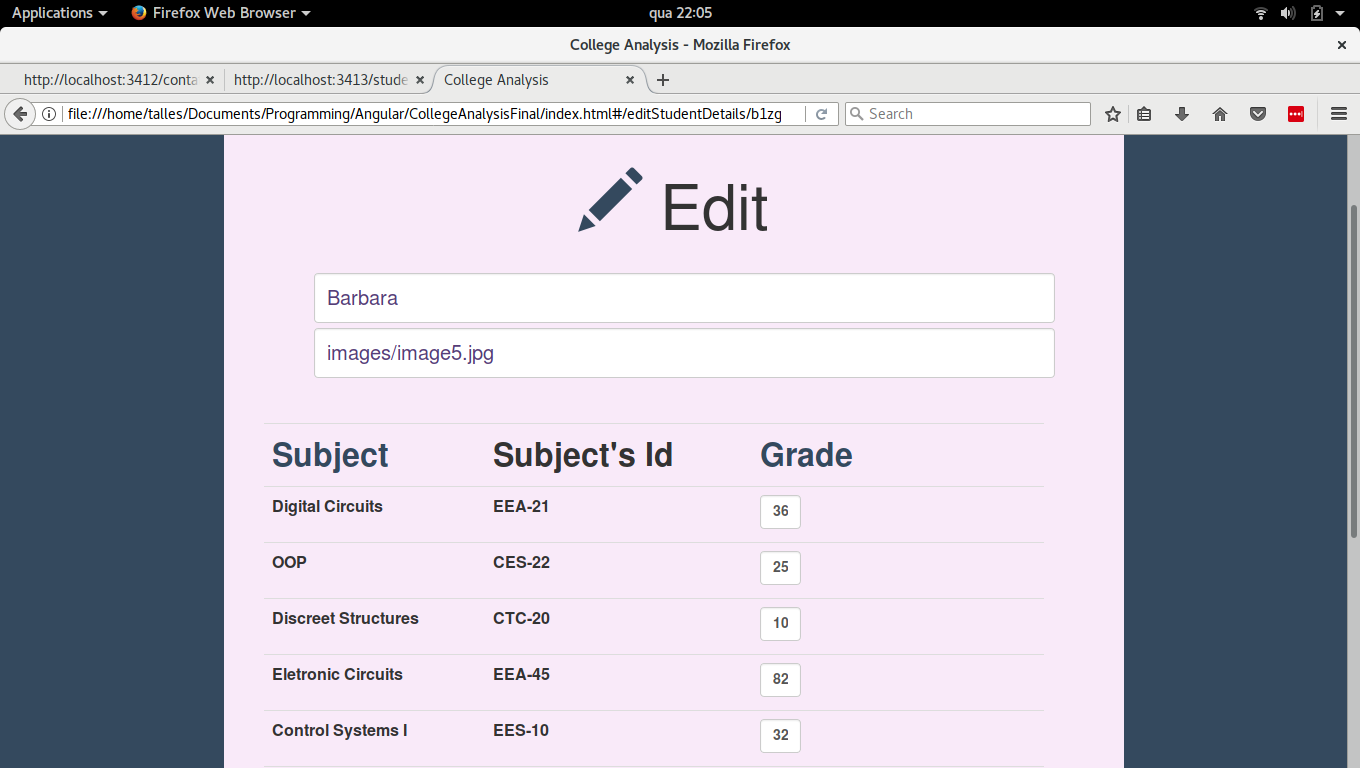 Applications Firefox Web Browser qua 22:05
College Analysis - Mozilla Firefox
http://localhost:3412/conta http://localhost:3413/stude College Analysis
file:///home/talles/Documents/Programming/Angular/CollegeAnalysisFinal/index.html#/editStudentDetails/b1zg Search
Edit
Barbara
images/image5.jpg
Subject Subject's Id Grade
Digital Circuits EEA-21 36
OOP CES-22 25
Discreet Structures CTC-20 10
Eletronic Circuits EEA-45 82
Control Systems I EES-10 32